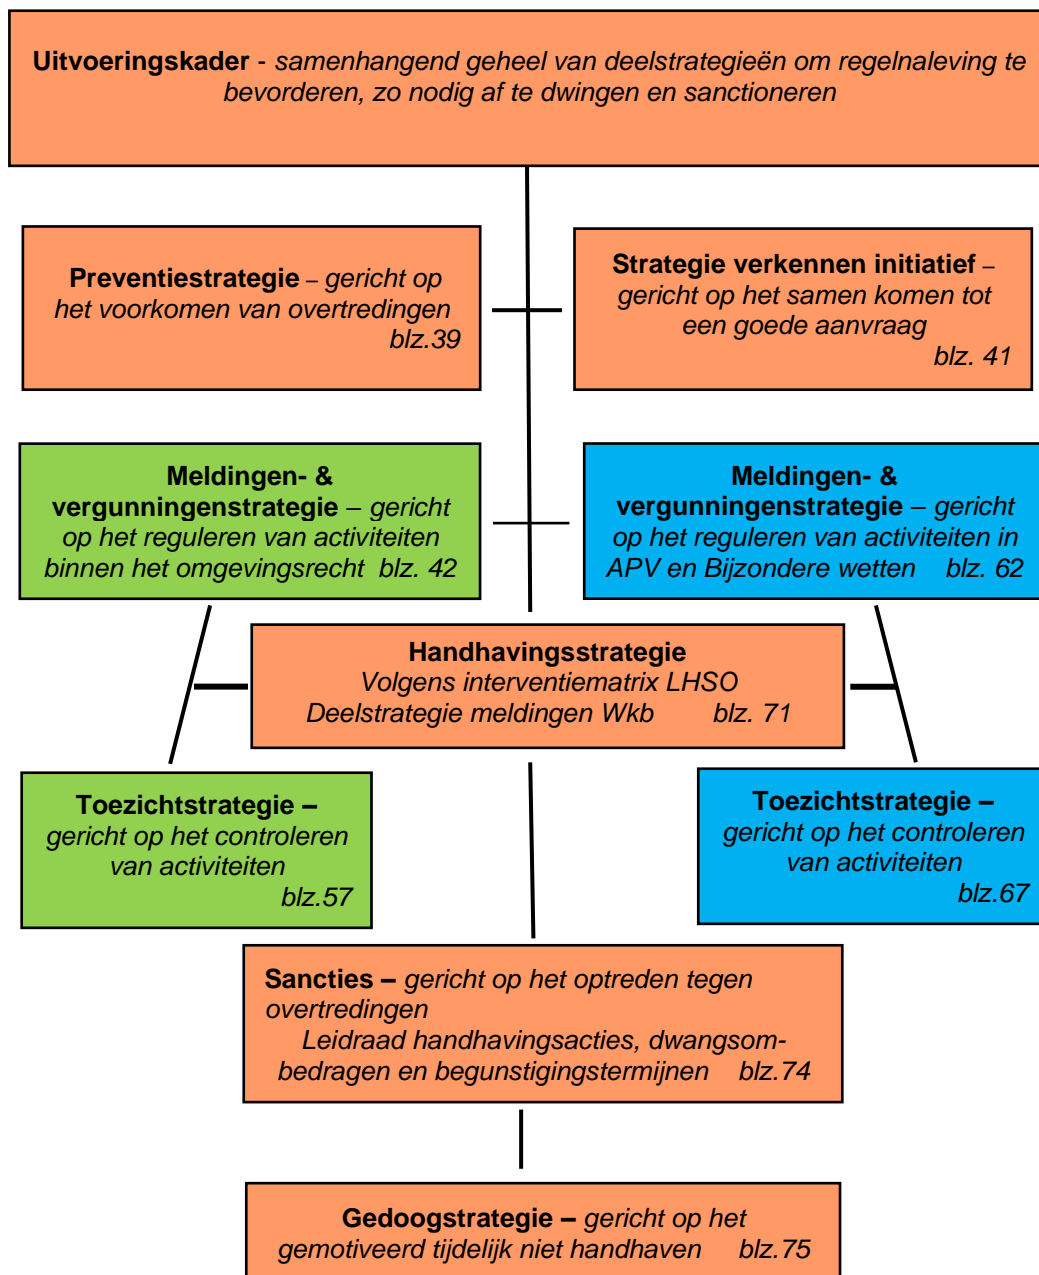 Uitvoeringskader - samenhangend geheel van deelstrategieën om regelnaleving te
bevorderen, zo nodig af te dwingen en sanctioneren
Preventiestrategie – gericht op
het voorkomen van overtredingen
blz.39
Strategie verkennen initiatief –
gericht op het samen komen tot
een goede aanvraag
blz. 41
Meldingen- &
vergunningenstrategie – gericht
op het reguleren van activiteiten
binnen het omgevingsrecht blz. 42
Meldingen- &
vergunningenstrategie – gericht
op het reguleren van activiteiten in
APV en Bijzondere wetten blz. 62
Handhavingsstrategie
Volgens interventiematrix LHSO
Deelstrategie meldingen Wkb blz. 71
Toezichtstrategie –
gericht op het controleren
van activiteiten
blz.57
Toezichtstrategie –
gericht op het controleren
van activiteiten
blz.67
Sancties – gericht op het optreden tegen
overtredingen
Leidraad handhavingsacties, dwangsom-
bedragen en begunstigingstermijnen blz.74
Gedoogstrategie – gericht op het
gemotiveerd tijdelijk niet handhaven blz.75